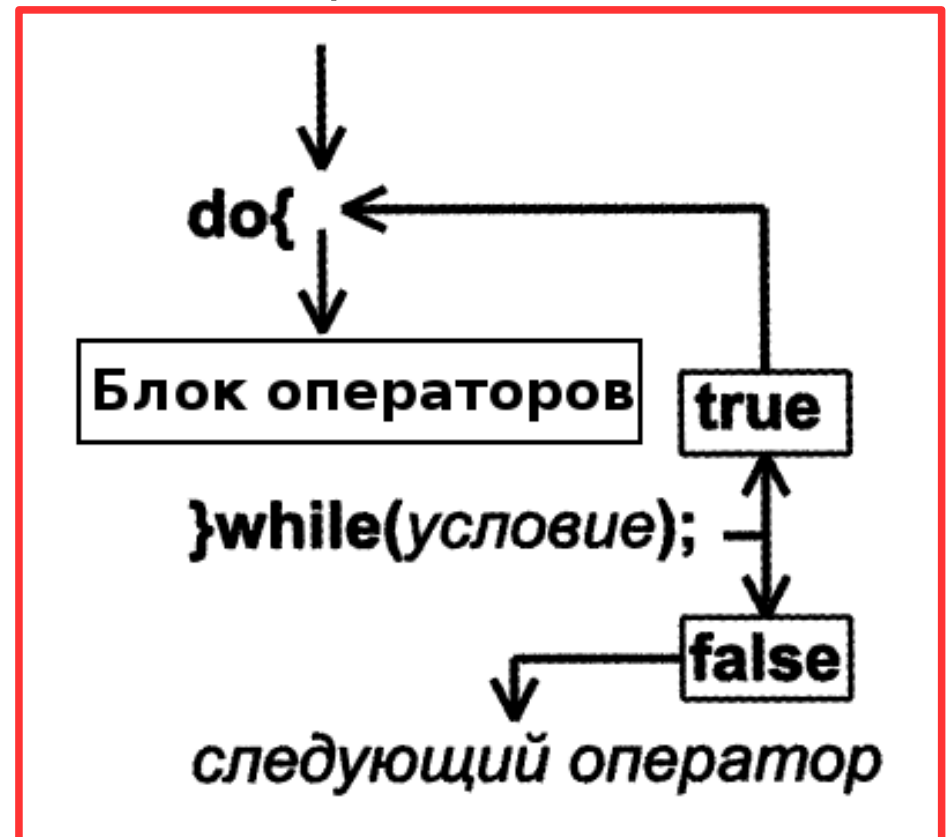 do{
Блок операторов
true
}while(условие);
false
следующий оператор